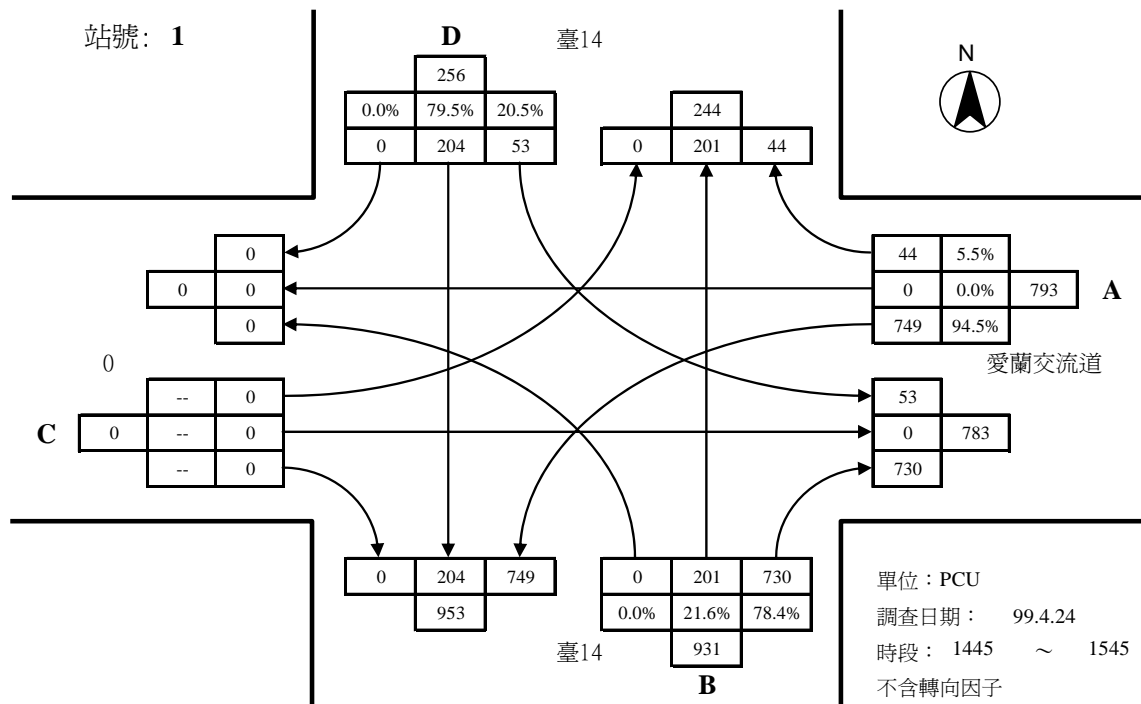 站號: 1
D
臺14
N
256
0.0% 79.5% 20.5%
0 204 53
244
0 201 44
0
0 0
0
44 5.5%
0 0.0% 793
749 94.5%
A
愛蘭交流道
0
C
-- 0
0 -- 0
-- 0
53
0 783
730
0 204 749
953
0 201 730
0.0% 21.6% 78.4%
931
臺14
B
單位：PCU
調查日期： 99.4.24
時段： 1445 ～ 1545
不含轉向因子